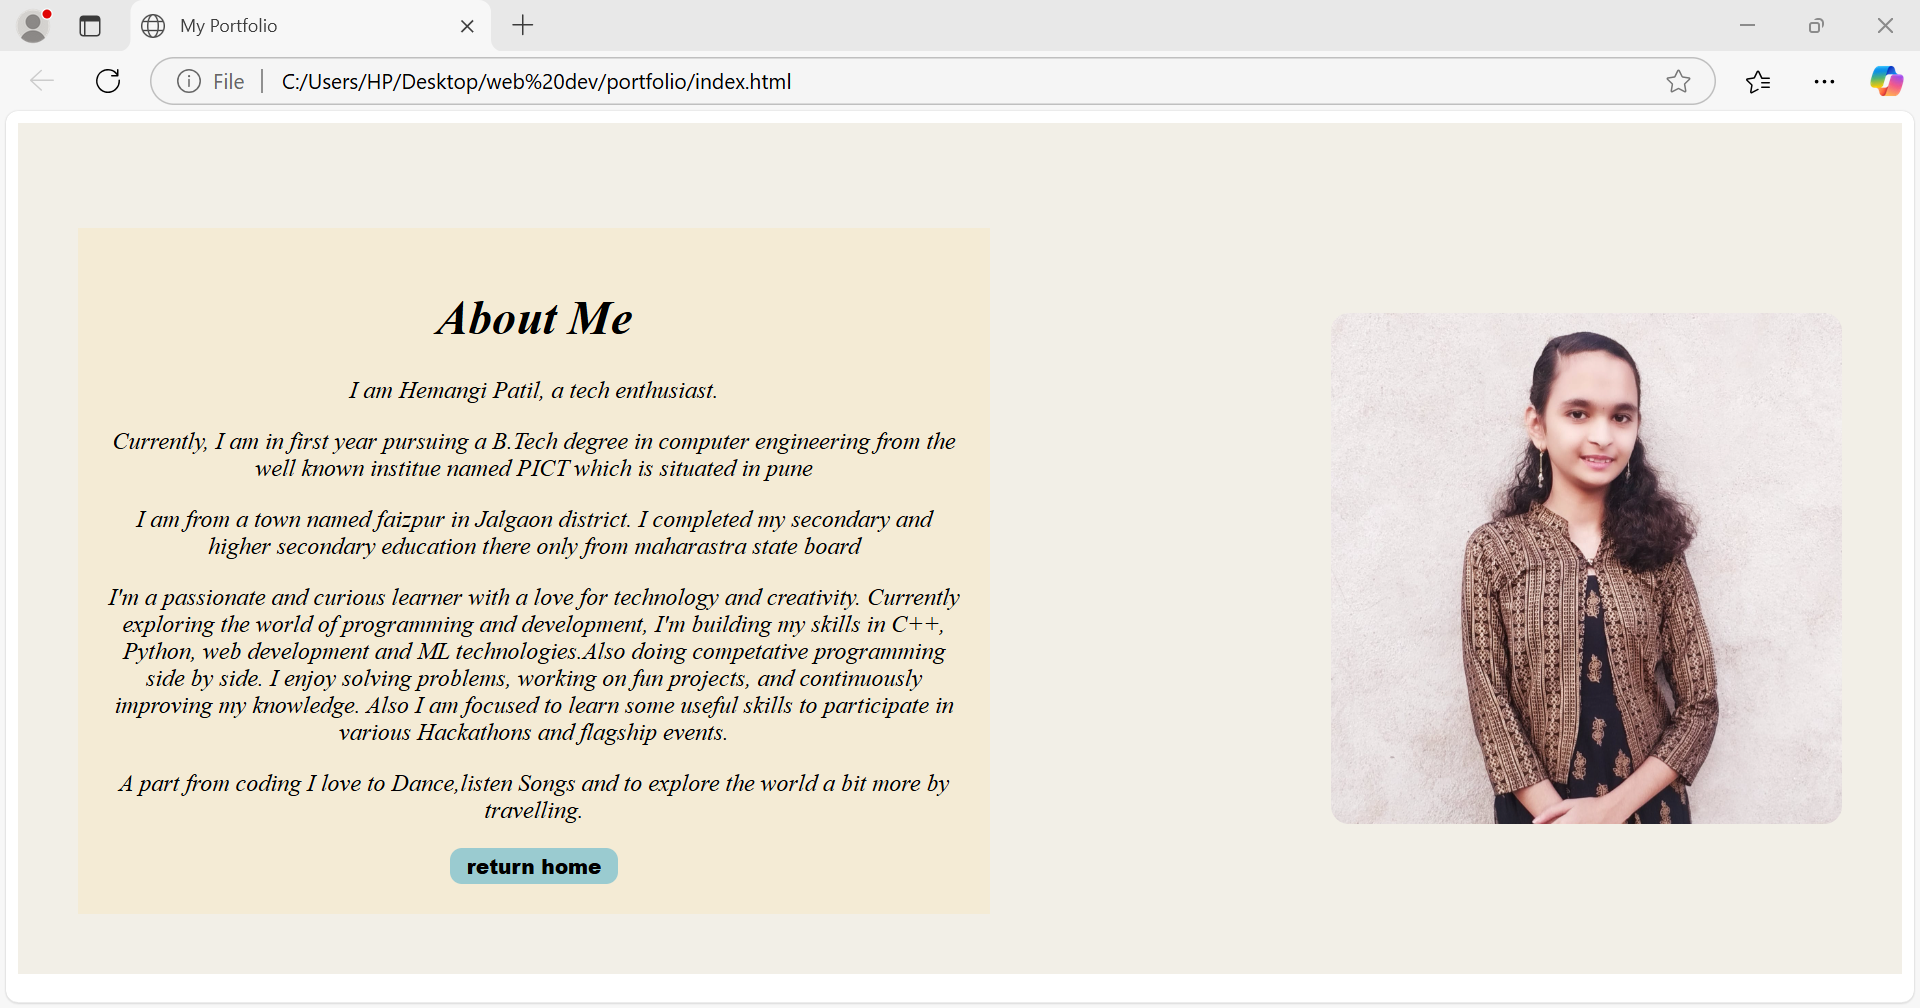 My Portfolio
File
C:/Users/HP/Desktop/web%20dev/portfolio/index.html
About Me
I am Hemangi Patil, a tech enthusiast.
Currently, I am in first year pursuing a B.Tech degree in computer engineering from the
well known institue named PICT which is situated in pune
I am from a town named faizpur in Jalgaon district. I completed my secondary and
higher secondary education there only from maharastra state board
I'm a passionate and curious learner with a love for technology and creativity. Currently
exploring the world of programming and development, I'm building my skills in C++,
Python, web development and ML technologies.Also doing competative programming
side by side. I enjoy solving problems, working on fun projects, and continuously
improving my knowledge. Also I am focused to learn some useful skills to participate in
various Hackathons and flagship events.
A part from coding I love to Dance,listen Songs and to explore the world a bit more by
travelling.
return home